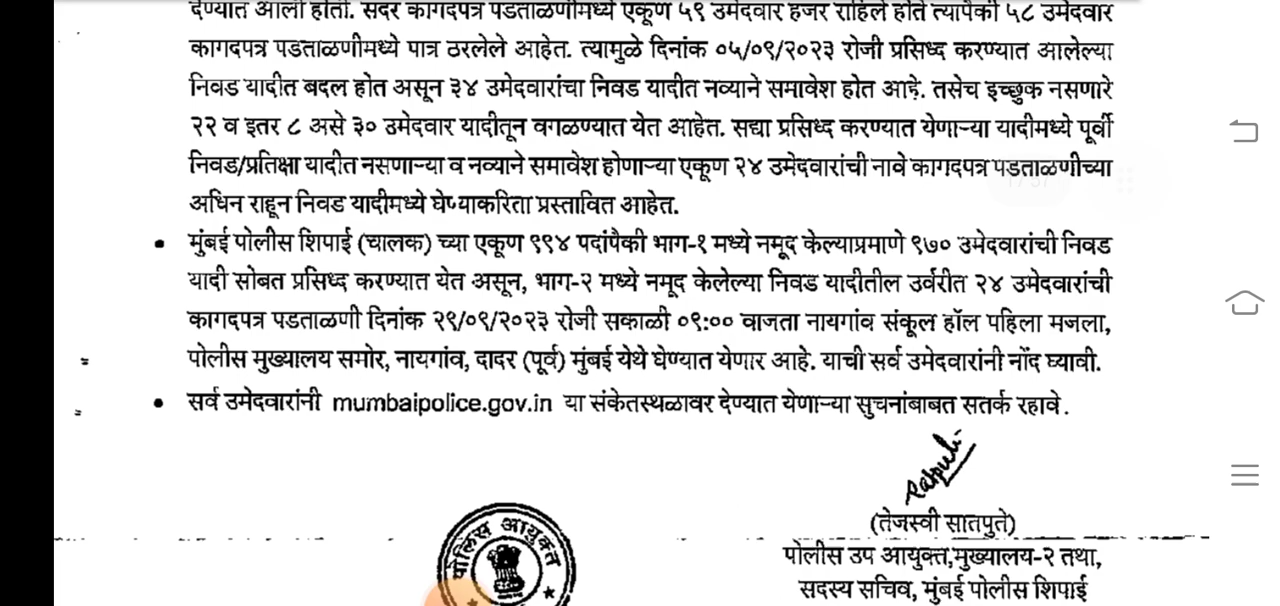 देण्यात आली होती. सदर कागदपत्र पडताळणीमध्ये एकूण ५९ उमेदवार हजर राहिले होते त्यापैकी ५८ उमेदवार
कागदपत्र पडताळणीमध्ये पात्र ठरलेले आहेत. त्यामुळे दिनांक ०५/०९/२०२३ रोजी प्रसिध्द करण्यात आलेल्या
निवड यादीत बदल होत असून ३४ उमेदवारांचा निवड यादीत नव्याने समावेश होत आहे. तसेच इच्छुक नसणारे
२२ व इतर ८ असे ३० उमेदवार यादीतून वगळण्यात येत आहेत. सद्या प्रसिध्द करण्यात येणाऱ्या यादीमध्ये पूर्वी
निवड/प्रतिक्षा यादीत नसणाऱ्या व नव्याने समावेश होणाऱ्या एकूण २४ उमेदवारांची नावे कागदपत्र पडताळणीच्या
अधिन राहून निवड यादीमध्ये घेण्याकरिता प्रस्तावित आहेत.
• मुंबई पोलीस शिपाई (चालक) च्या एकूण ९९४ पदांपैकी भाग-१ मध्ये नमूद केल्याप्रमाणे ९७० उमेदवारांची निवड
यादी सोबत प्रसिध्द करण्यात येत असून, भाग-२ मध्ये नमूद केलेल्या निवड यादीतील उर्वरीत २४ उमेदवारांची
कागदपत्र पडताळणी दिनांक २९/०९/२०२३ रोजी सकाळी ०९:०० वाजता नायगांव संकूल हॉल पहिला मजला,
पोलीस मुख्यालय समोर, नायगांव, दादर (पूर्व) मुंबई येथे घेण्यात येणार आहे. याची सर्व उमेदवारांनी नोंद घ्यावी.
• सर्व उमेदवारांनी mumbaipolice.gov.in या संकेतस्थळावर देण्यात येणाऱ्या सुचनांबाबत सतर्क रहावे.
(तेजस्वी सातपुते)
पोलीस उप आयुक्त,मुख्यालय-२ तथा,
सदस्य सचिव, मुंबई पोलीस शिपाई
पोलिस आयुक्त